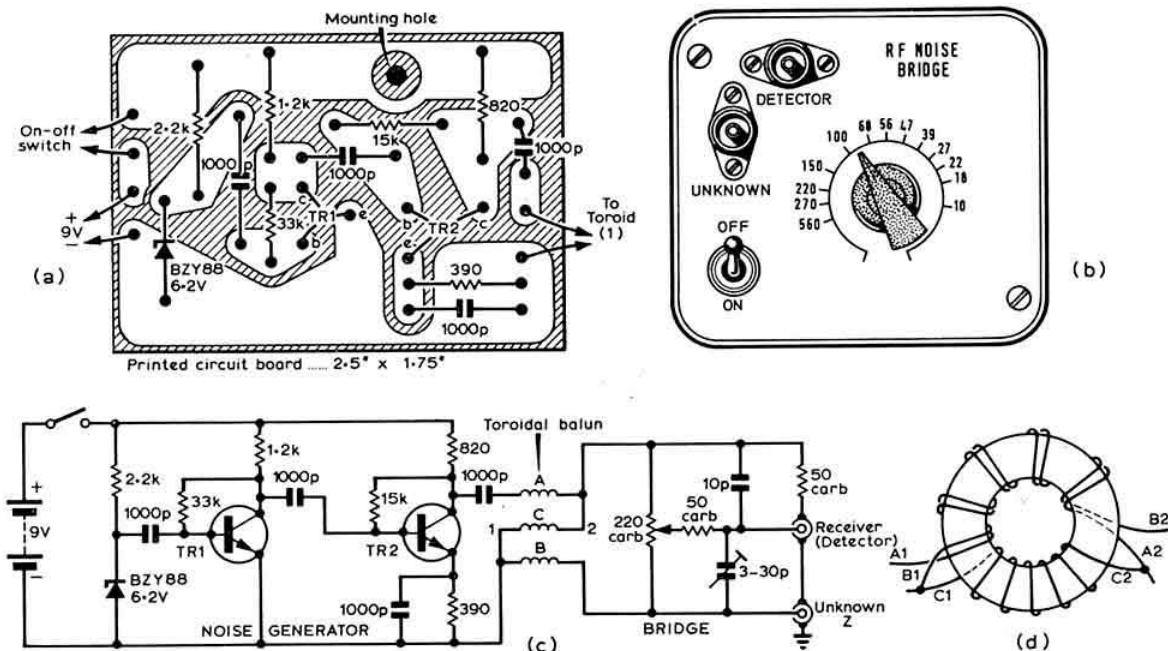 Mounting hole
On-off
switch
+
9V
−
2·2k
1000p
1·2k
33k
c
TR1
b
e
1000p
15k
b
TR2
c
e
820
1000p
390
1000p
BZY88
6·2V
To
Toroid
(1)
(a)
Printed circuit board ..... 2·5" x 1·75"
RF NOISE
BRIDGE
DETECTOR
UNKNOWN
OFF
ON
560
270
220
150
100
68
56
47
39
27
22
18
10
(b)
+
9V
−
2·2k
1000p
BZY88
6·2V
33k
TR1
1·2k
1000p
15k
TR2
820
1000p
1000p
390
NOISE GENERATOR
Toroidal balun
A
C
1
2
B
220
carb
50
carb
10p
3-30p
50
carb
Receiver
(Detector)
Unknown
Z
BRIDGE
(c)
A1
B1
C1
B2
A2
C2
(d)